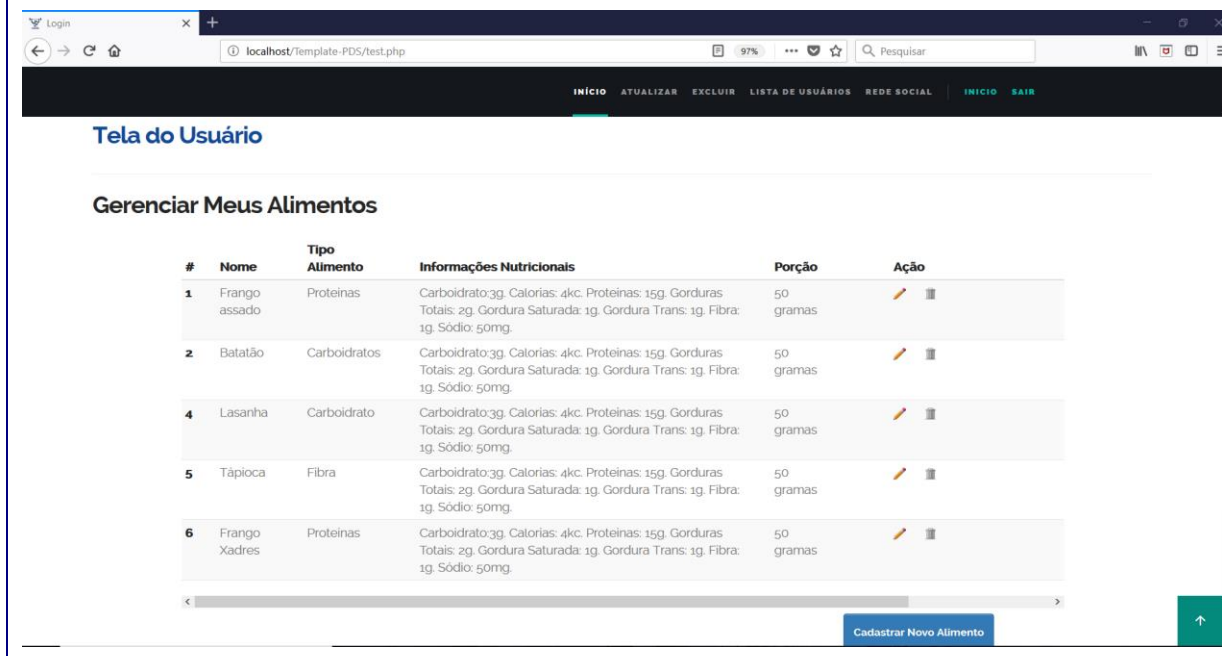 Login
localhost/Template-PDS/test.php
97%
Pesquisar
INÍCIO ATUALIZAR EXCLUIR LISTA DE USUÁRIOS REDE SOCIAL INICIO SAIR
Tela do Usuário
Gerenciar Meus Alimentos
# Nome Tipo Alimento Informações Nutricionais Porção Ação
1 Frango assado Proteinas Carboidrato:3g. Calorias: 4kc. Proteinas: 15g. Gorduras
Totais: 2g. Gordura Saturada: 1g. Gordura Trans: 1g. Fibra:
1g. Sódio: 50mg.
50 gramas
2 Batatão Carboidratos Carboidrato:3g. Calorias: 4kc. Proteinas: 15g. Gorduras
Totais: 2g. Gordura Saturada: 1g. Gordura Trans: 1g. Fibra:
1g. Sódio: 50mg.
50 gramas
4 Lasanha Carboidrato Carboidrato:3g. Calorias: 4kc. Proteinas: 15g. Gorduras
Totais: 2g. Gordura Saturada: 1g. Gordura Trans: 1g. Fibra:
1g. Sódio: 50mg.
50 gramas
5 Tápioca Fibra Carboidrato:3g. Calorias: 4kc. Proteinas: 15g. Gorduras
Totais: 2g. Gordura Saturada: 1g. Gordura Trans: 1g. Fibra:
1g. Sódio: 50mg.
50 gramas
6 Frango Xadres Proteinas Carboidrato:3g. Calorias: 4kc. Proteinas: 15g. Gorduras
Totais: 2g. Gordura Saturada: 1g. Gordura Trans: 1g. Fibra:
1g. Sódio: 50mg.
50 gramas
Cadastrar Novo Alimento